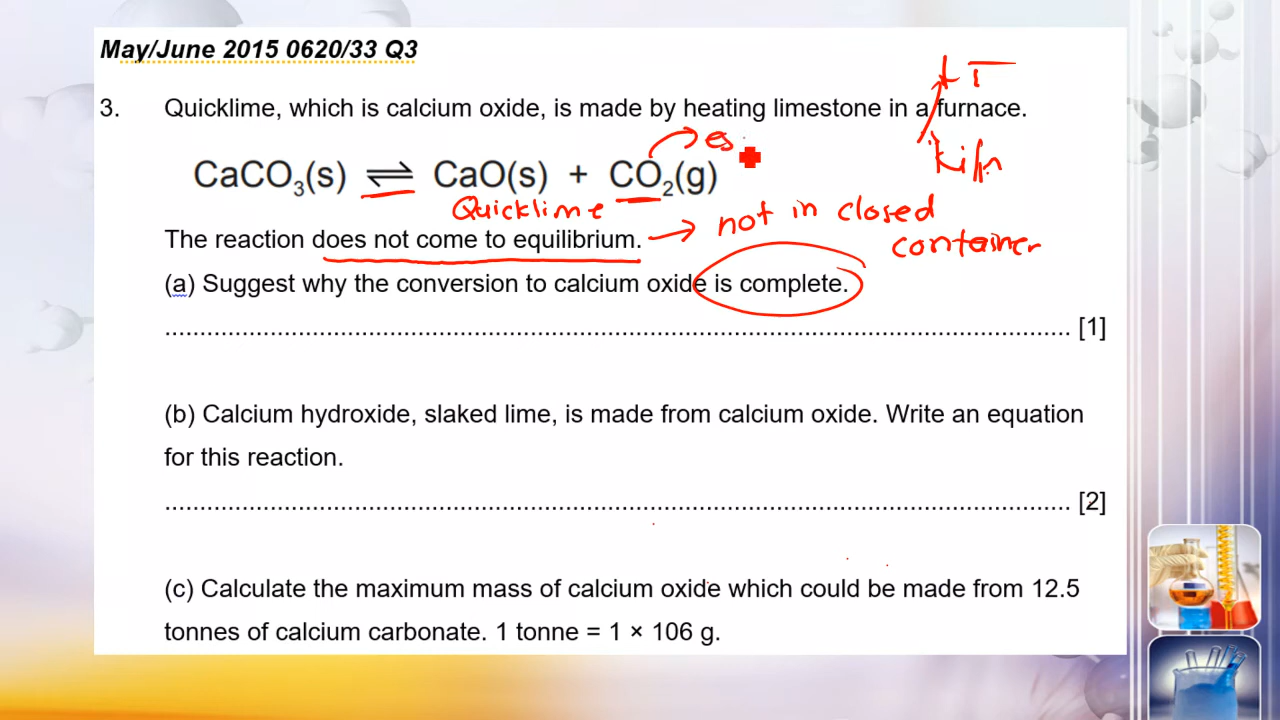 May/June 2015 0620/33 Q3
↑ T
3. Quicklime, which is calcium oxide, is made by heating limestone in a furnace.
es
kiln
CaCO₃(s) ⇌ CaO(s) + CO₂(g)
Quicklime
→ not in closed
container
The reaction does not come to equilibrium.
(a) Suggest why the conversion to calcium oxide is complete.
.......................................................................................................... [1]
(b) Calcium hydroxide, slaked lime, is made from calcium oxide. Write an equation
for this reaction.
.......................................................................................................... [2]
(c) Calculate the maximum mass of calcium oxide which could be made from 12.5
tonnes of calcium carbonate. 1 tonne = 1 × 106 g.